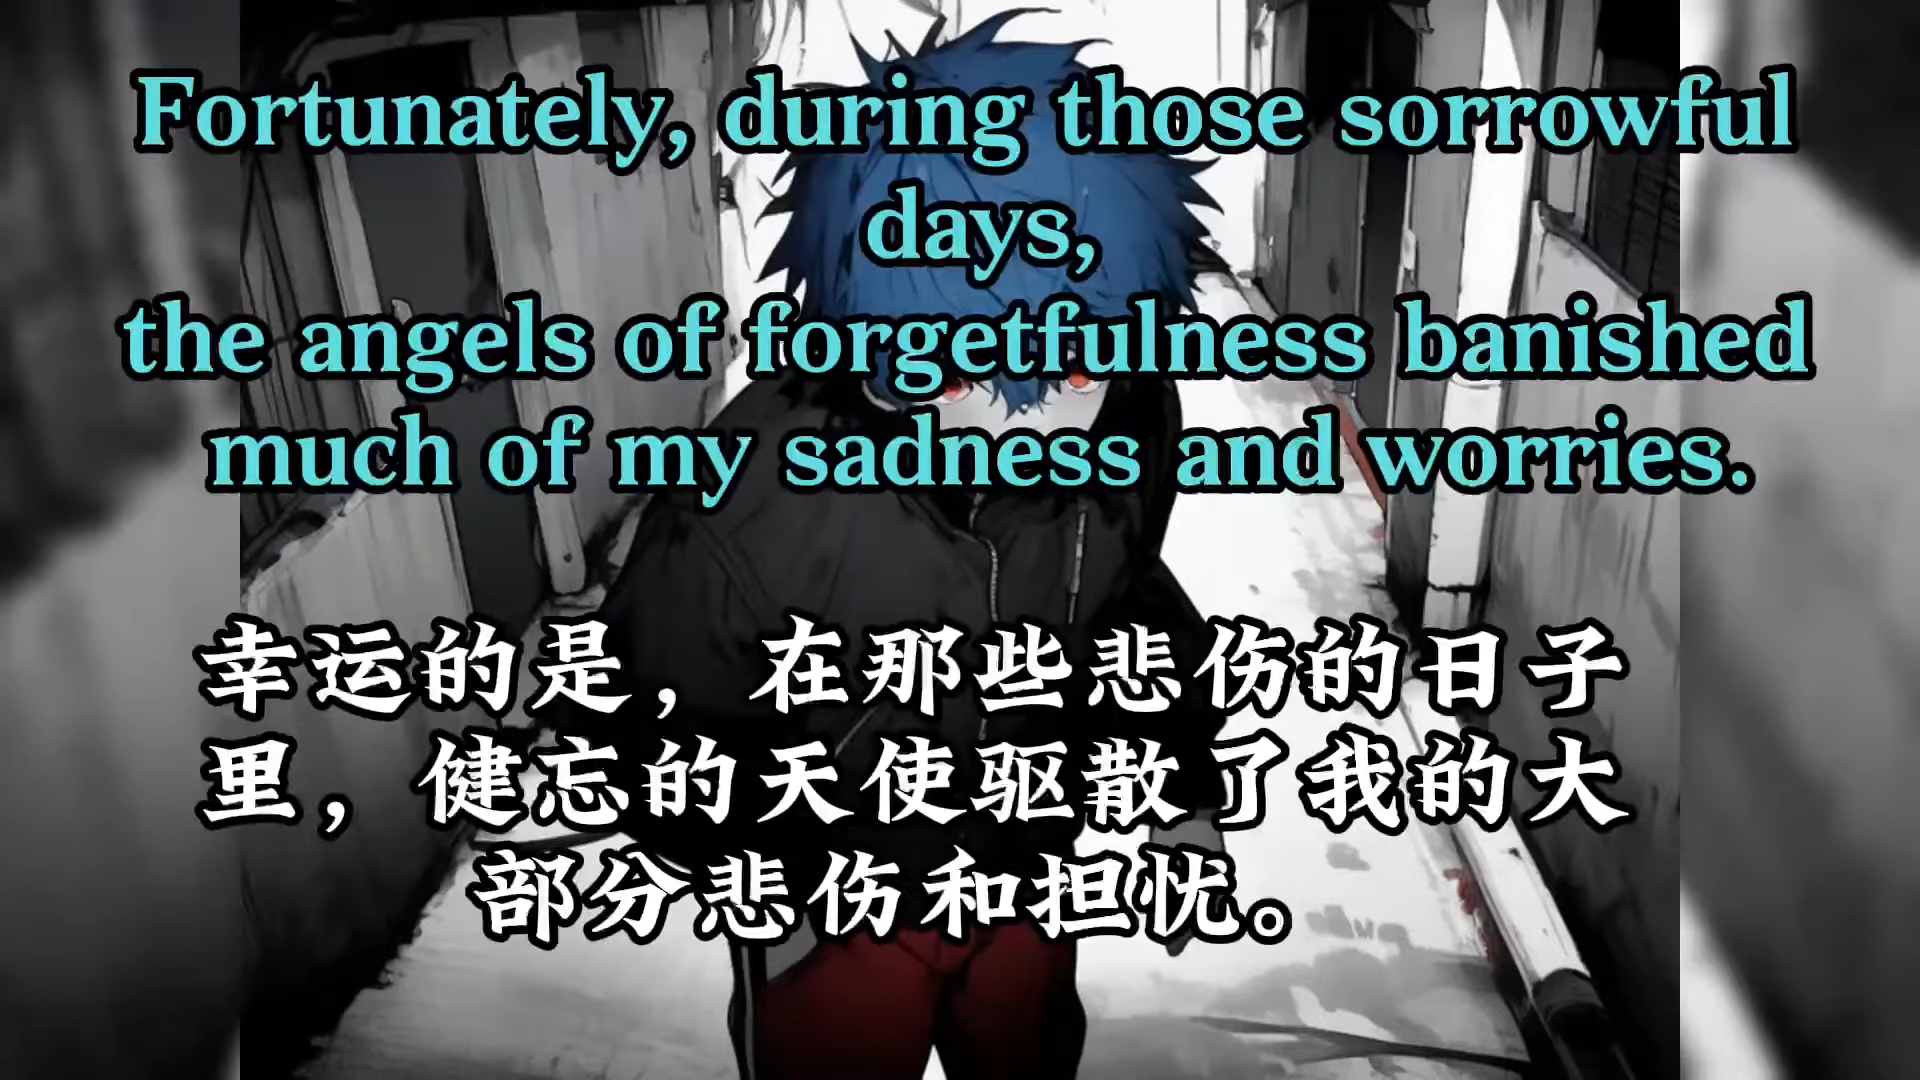 Fortunately, during those sorrowful
days,
the angels of forgetfulness banished
much of my sadness and worries.
幸运的是，在那些悲伤的日子
里，健忘的天使驱散了我的大
部分悲伤和担忧。